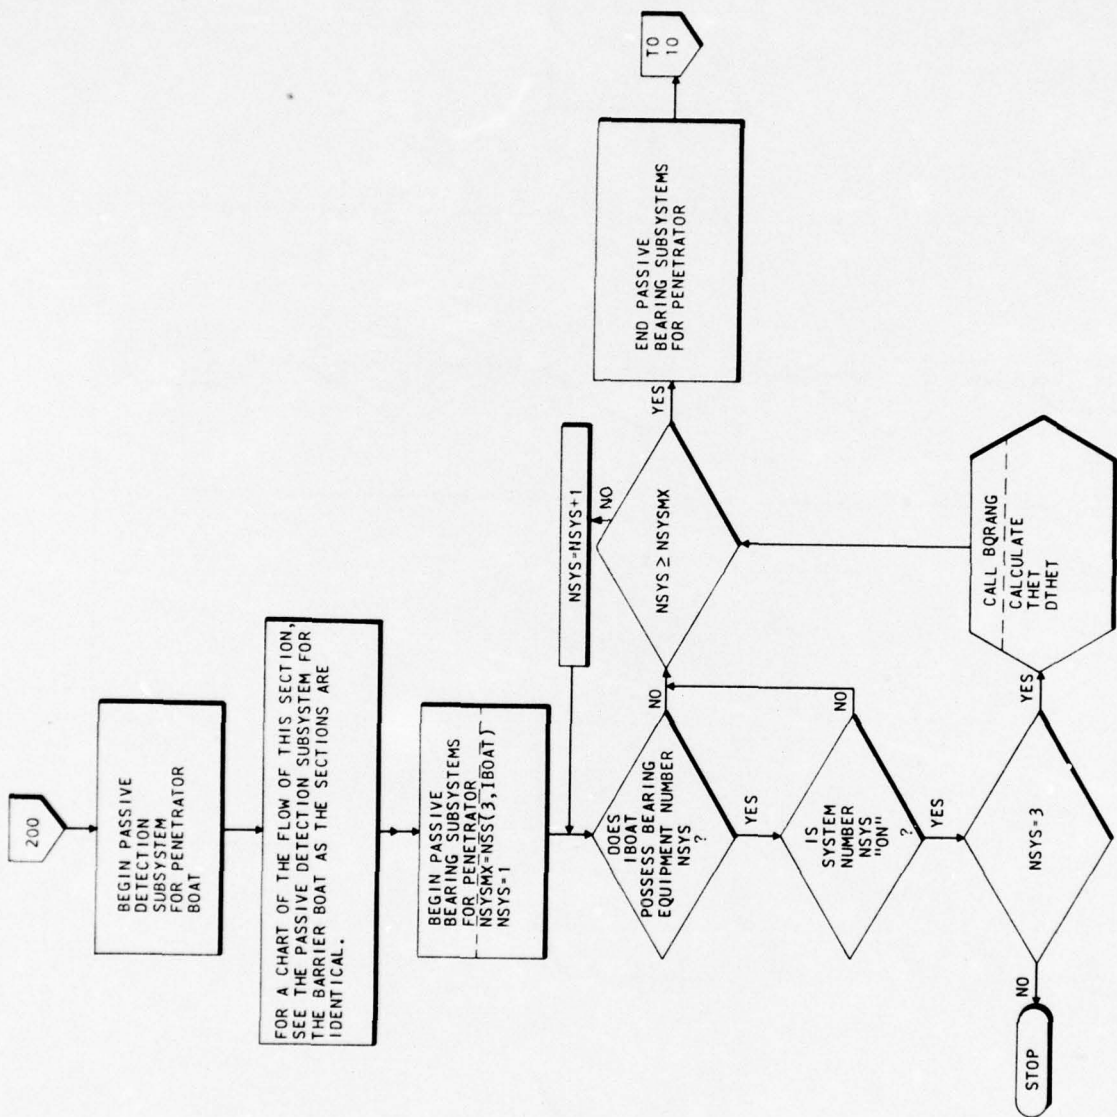 200
BEGIN PASSIVE
DETECTION
SUBSYSTEM
FOR PENETRATOR
BOAT
FOR A CHART OF THE FLOW OF THIS SECTION,
SEE THE PASSIVE DETECTION SUBSYSTEM FOR
THE BARRIER BOAT AS THE SECTIONS ARE
IDENTICAL.
BEGIN PASSIVE
BEARING SUBSYSTEMS
FOR PENETRATOR
NSYSMX=NSS(3,IBOAT)
NSYS=1
DOES
IBOAT
POSSESS BEARING
EQUIPMENT NUMBER
NSYS
?
NO
YES
IS
SYSTEM
NUMBER
NSYS
"ON"
?
NO
YES
NSYS=3
NO
STOP
YES
CALL BQRANG
CALCULATE
THET
DTHET
NSYS ≥ NSYSMX
NO
NSYS=NSYS+1
YES
END PASSIVE
BEARING SUBSYSTEMS
FOR PENETRATOR
TO
10